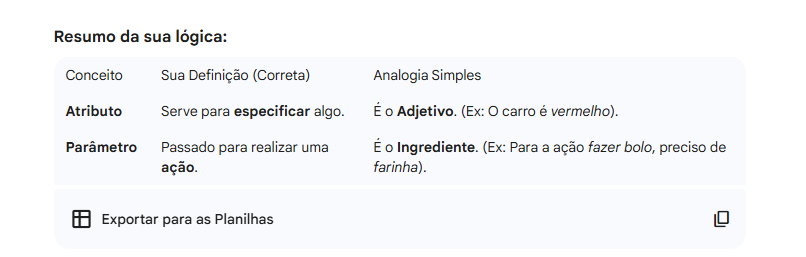 Resumo da sua lógica:
Conceito Sua Definição (Correta) Analogia Simples
Atributo Serve para especificar algo. É o Adjetivo. (Ex: O carro é vermelho).
Parâmetro Passado para realizar uma ação. É o Ingrediente. (Ex: Para a ação fazer bolo, preciso de farinha).
Exportar para as Planilhas